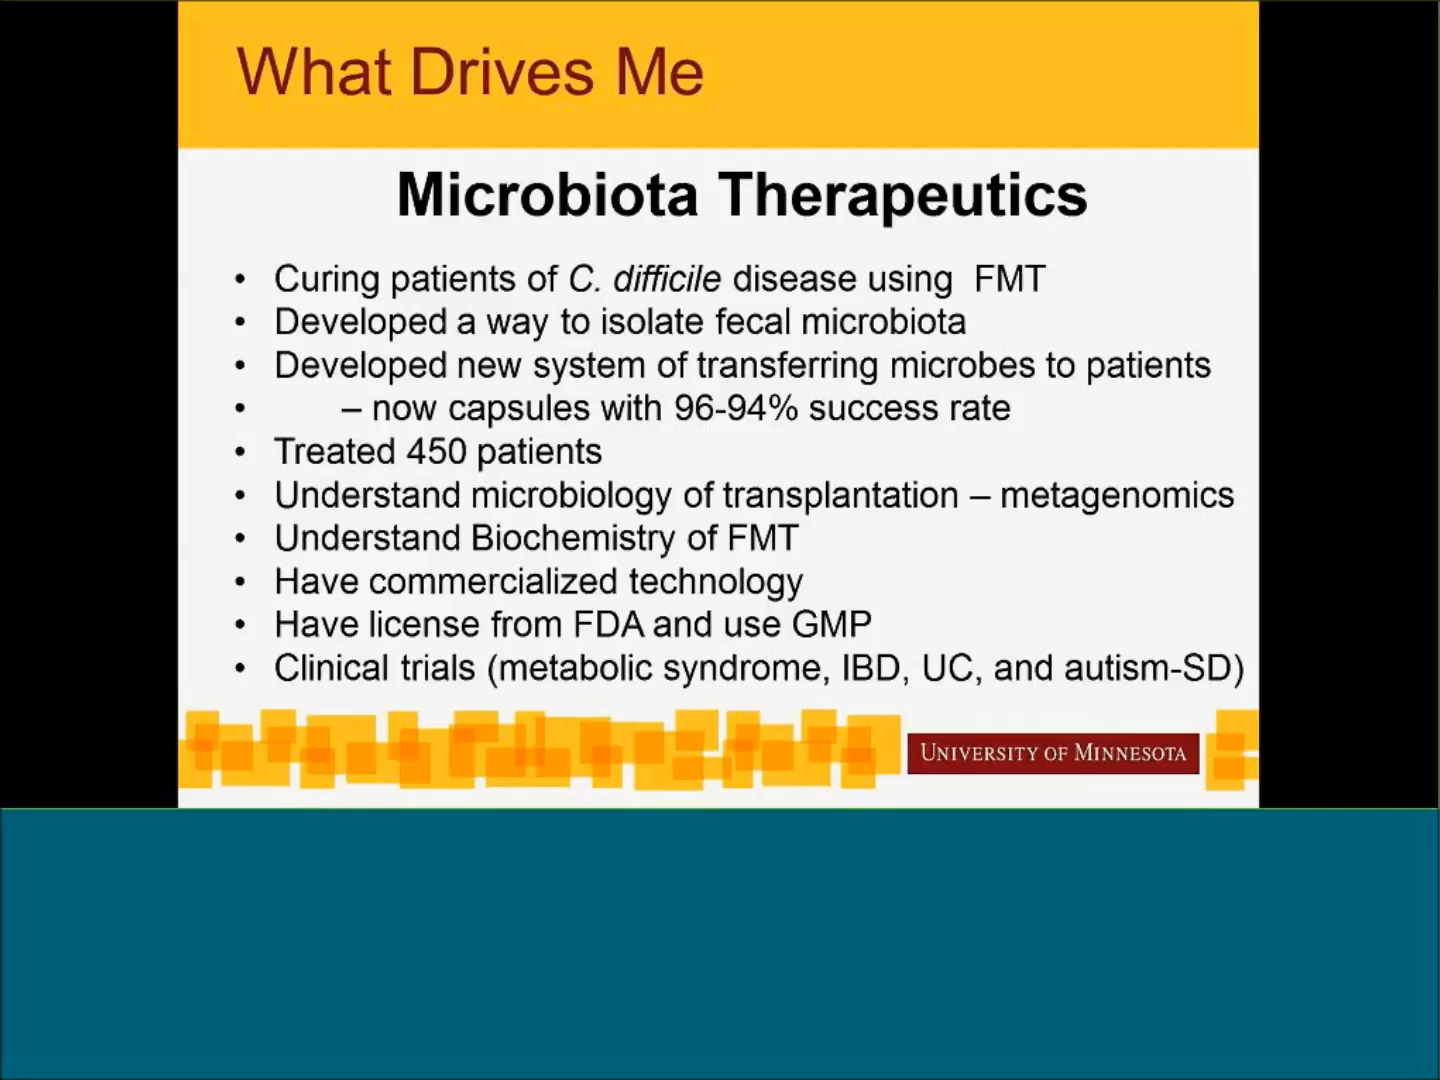 What Drives Me
Microbiota Therapeutics
• Curing patients of C. difficile disease using  FMT
• Developed a way to isolate fecal microbiota
• Developed new system of transferring microbes to patients
• – now capsules with 96-94% success rate
• Treated 450 patients
• Understand microbiology of transplantation – metagenomics
• Understand Biochemistry of FMT
• Have commercialized technology
• Have license from FDA and use GMP
• Clinical trials (metabolic syndrome, IBD, UC, and autism-SD)
UNIVERSITY OF MINNESOTA